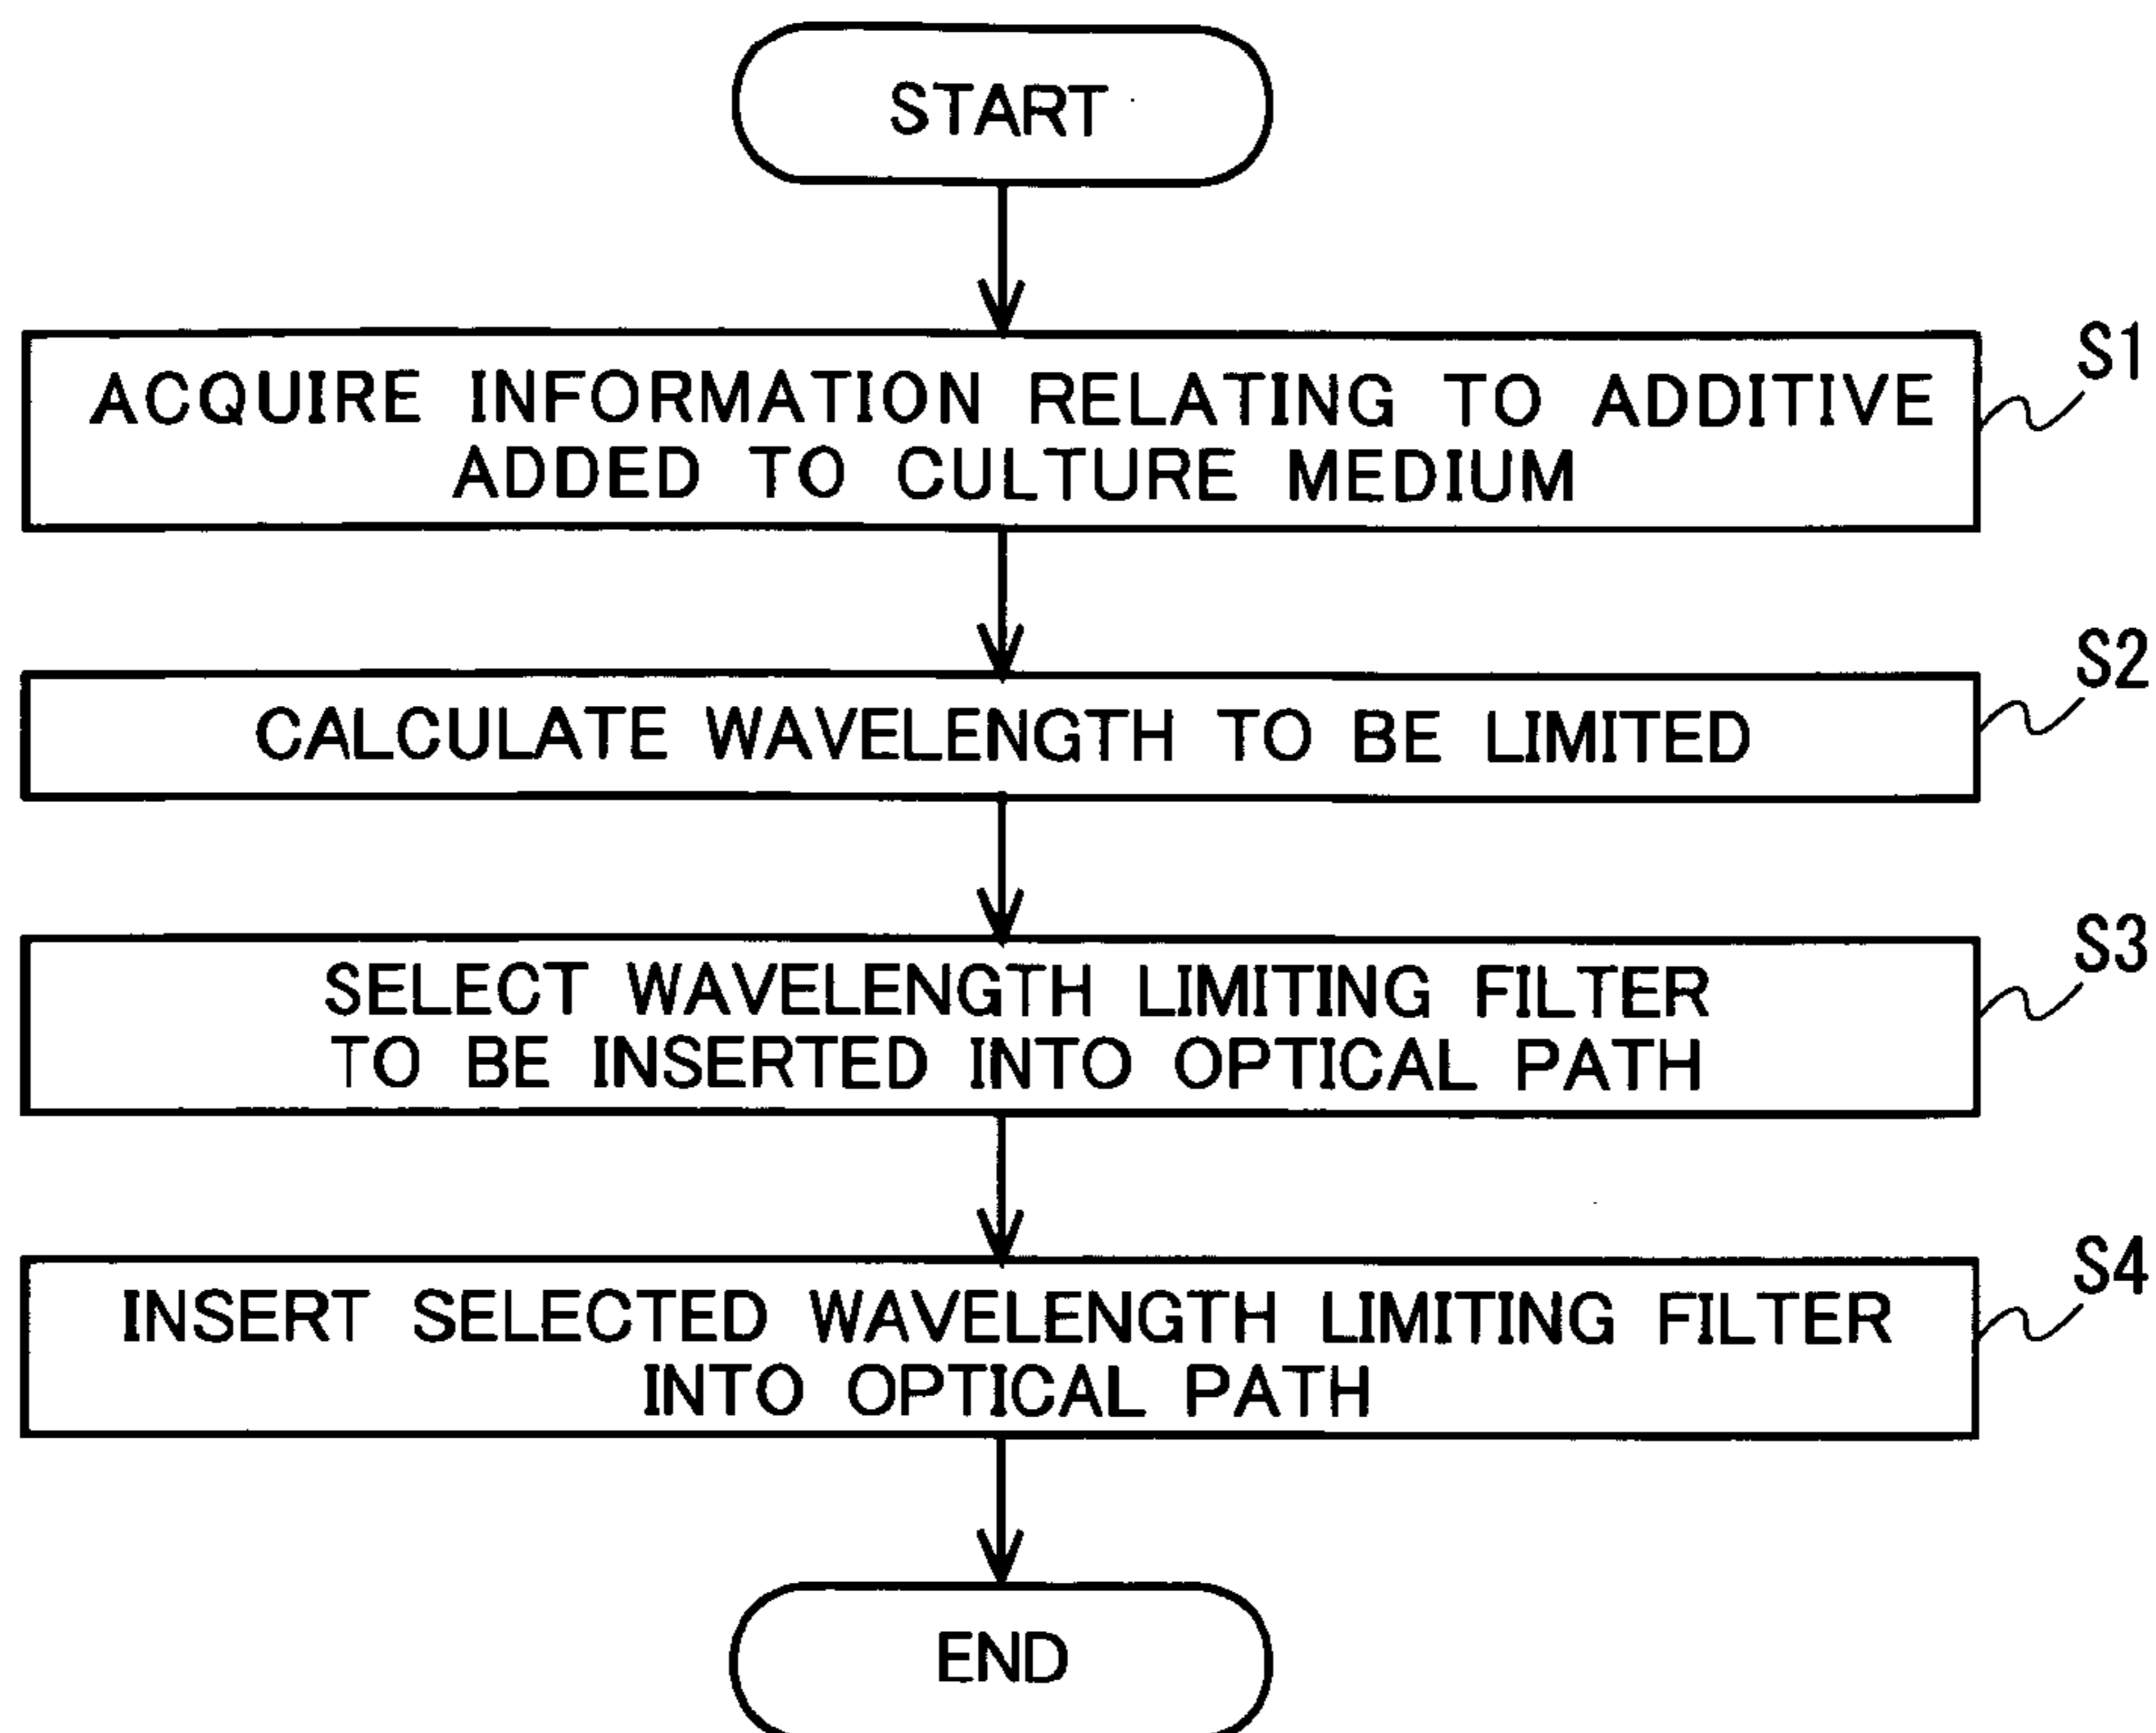 START
S1
ACQUIRE INFORMATION RELATING TO ADDITIVE
ADDED TO CULTURE MEDIUM
S2
CALCULATE WAVELENGTH TO BE LIMITED
S3
SELECT WAVELENGTH LIMITING FILTER
TO BE INSERTED INTO OPTICAL PATH
S4
INSERT SELECTED WAVELENGTH LIMITING FILTER
INTO OPTICAL PATH
END